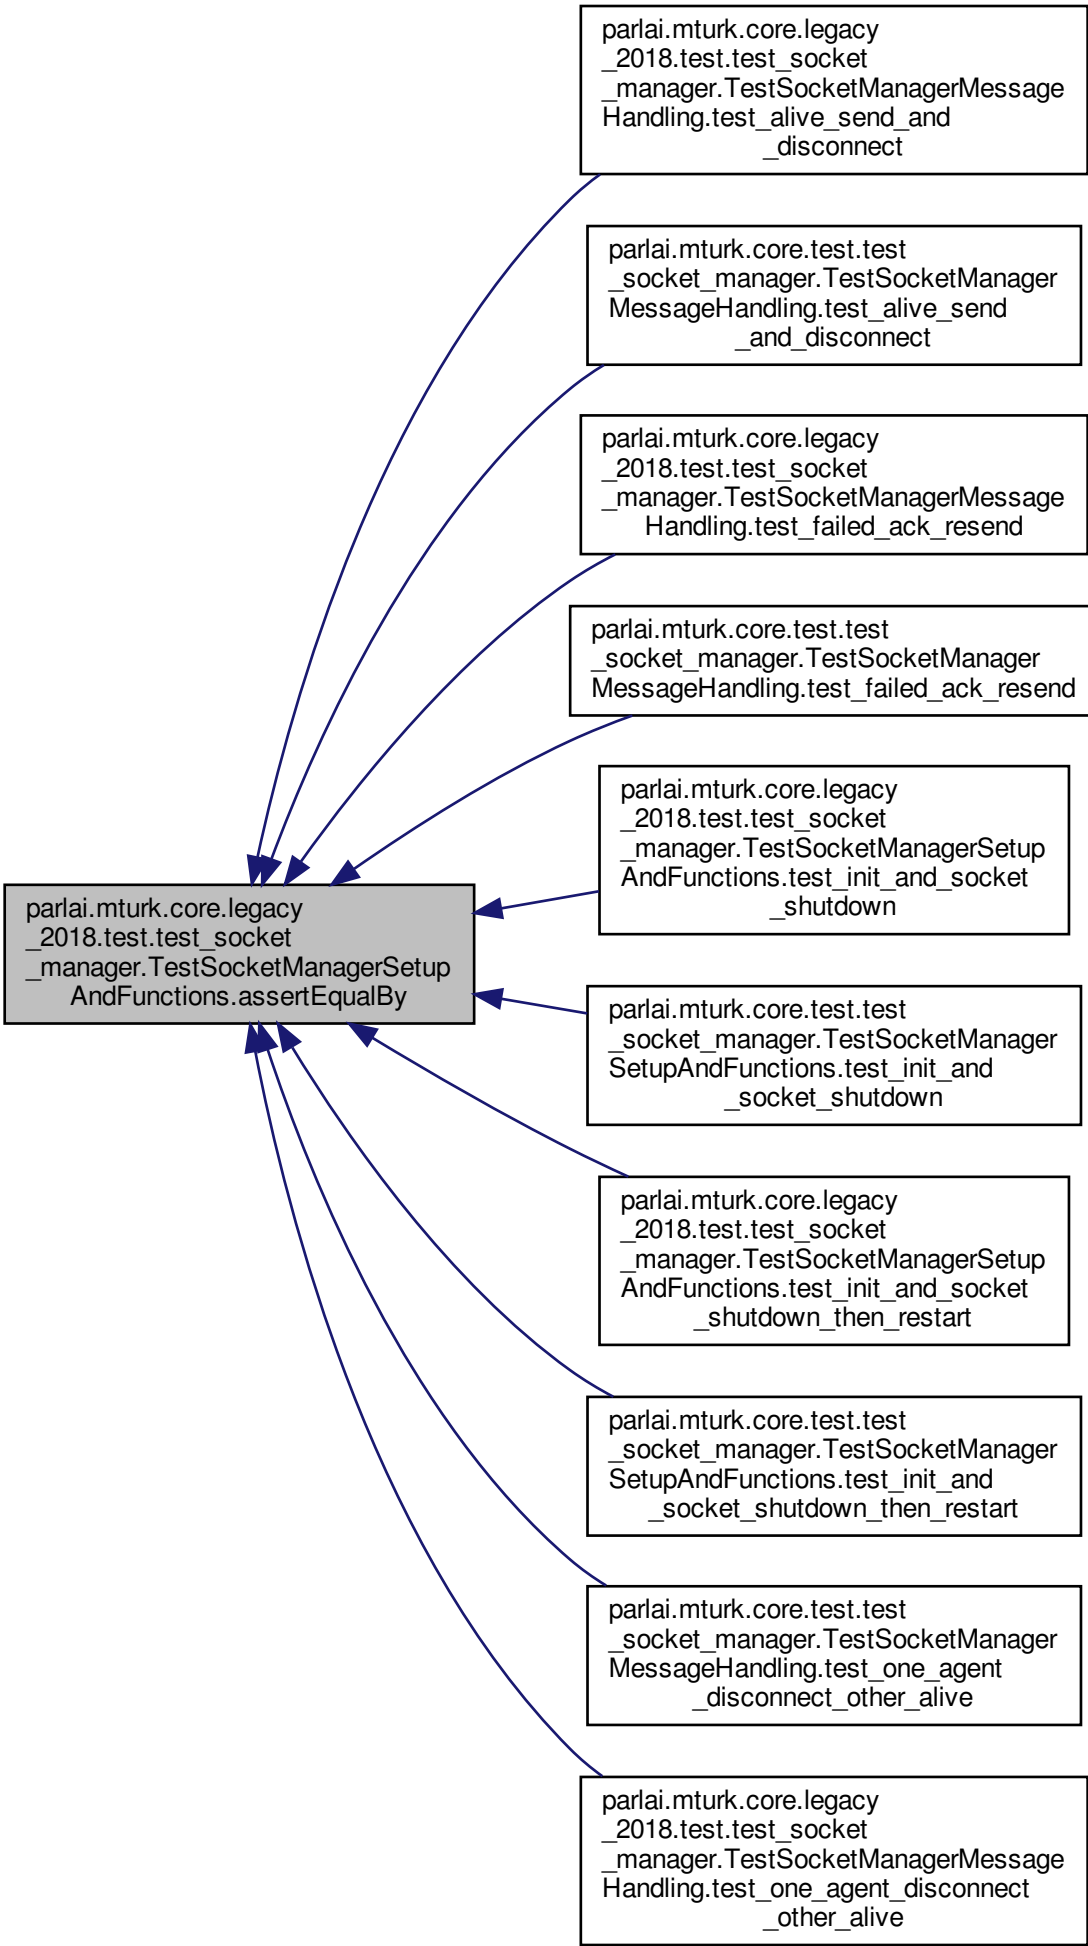 parlai.mturk.core.legacy
_2018.test.test_socket
_manager.TestSocketManagerMessage
Handling.test_alive_send_and
_disconnect
parlai.mturk.core.test.test
_socket_manager.TestSocketManager
MessageHandling.test_alive_send
_and_disconnect
parlai.mturk.core.legacy
_2018.test.test_socket
_manager.TestSocketManagerMessage
Handling.test_failed_ack_resend
parlai.mturk.core.test.test
_socket_manager.TestSocketManager
MessageHandling.test_failed_ack_resend
parlai.mturk.core.legacy
_2018.test.test_socket
_manager.TestSocketManagerSetup
AndFunctions.test_init_and_socket
_shutdown
parlai.mturk.core.legacy
_2018.test.test_socket
_manager.TestSocketManagerSetup
AndFunctions.assertEqualBy
parlai.mturk.core.test.test
_socket_manager.TestSocketManager
SetupAndFunctions.test_init_and
_socket_shutdown
parlai.mturk.core.legacy
_2018.test.test_socket
_manager.TestSocketManagerSetup
AndFunctions.test_init_and_socket
_shutdown_then_restart
parlai.mturk.core.test.test
_socket_manager.TestSocketManager
SetupAndFunctions.test_init_and
_socket_shutdown_then_restart
parlai.mturk.core.test.test
_socket_manager.TestSocketManager
MessageHandling.test_one_agent
_disconnect_other_alive
parlai.mturk.core.legacy
_2018.test.test_socket
_manager.TestSocketManagerMessage
Handling.test_one_agent_disconnect
_other_alive